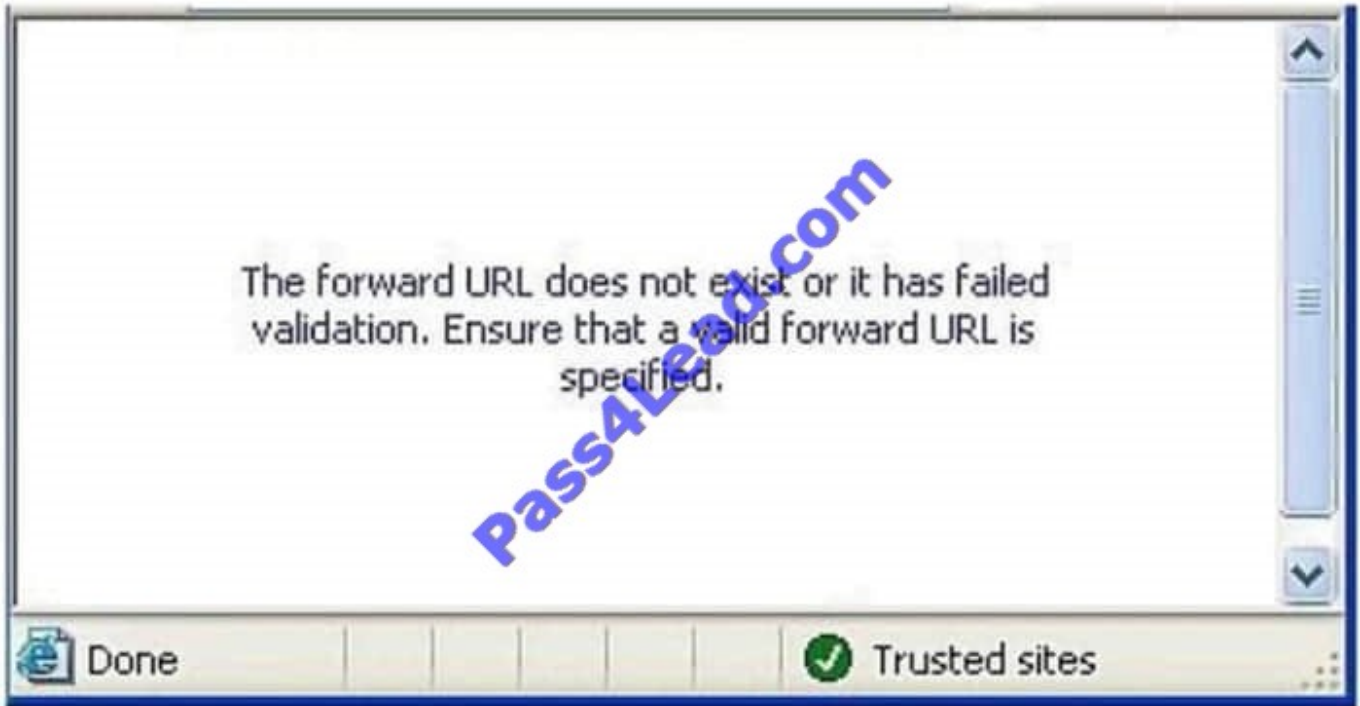 The forward URL does not exist or it has failed
validation. Ensure that a valid forward URL is
specified.
Pass4Lead.com
Done
Trusted sites